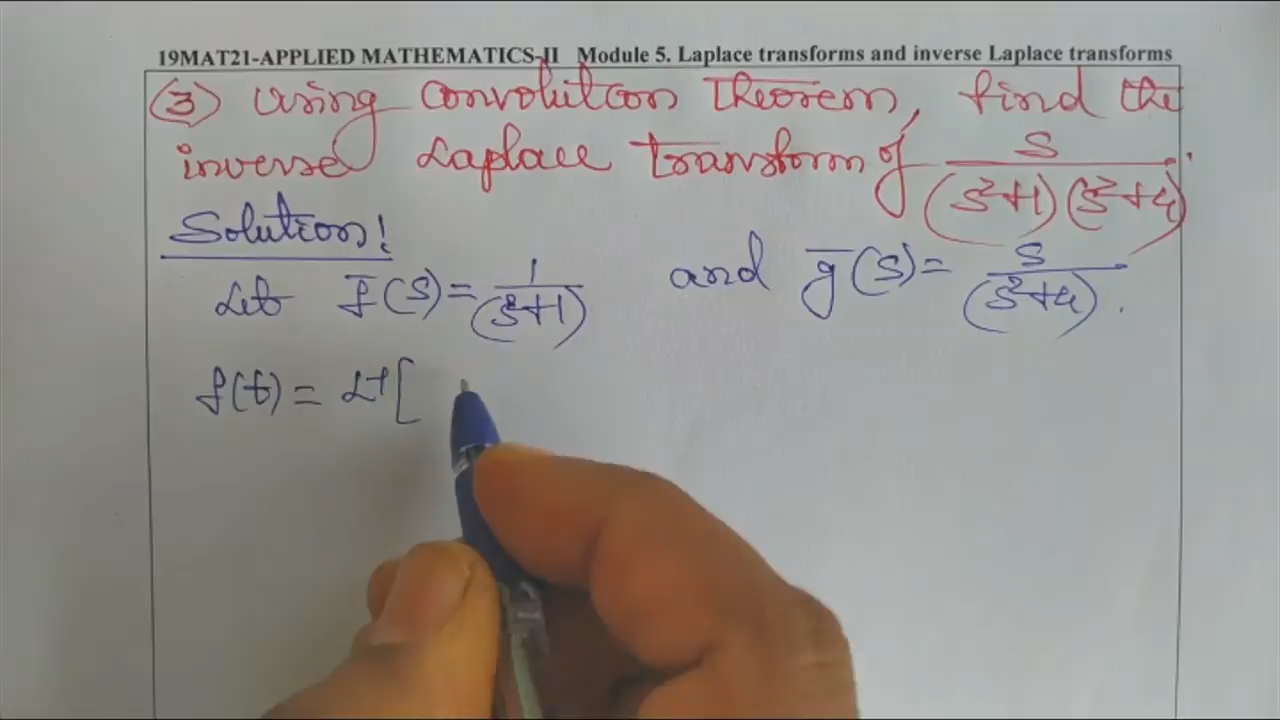 19MAT21-APPLIED MATHEMATICS-II Module 5. Laplace transforms and inverse Laplace transforms
(3) Using Convolution Theorem, find the
inverse Laplace transform of s/((s²+1)(s²+4)).
Solution:
Let f̄(s) = 1/(s²+1) and ḡ(s) = s/(s²+4).
f(t) = L⁻¹[